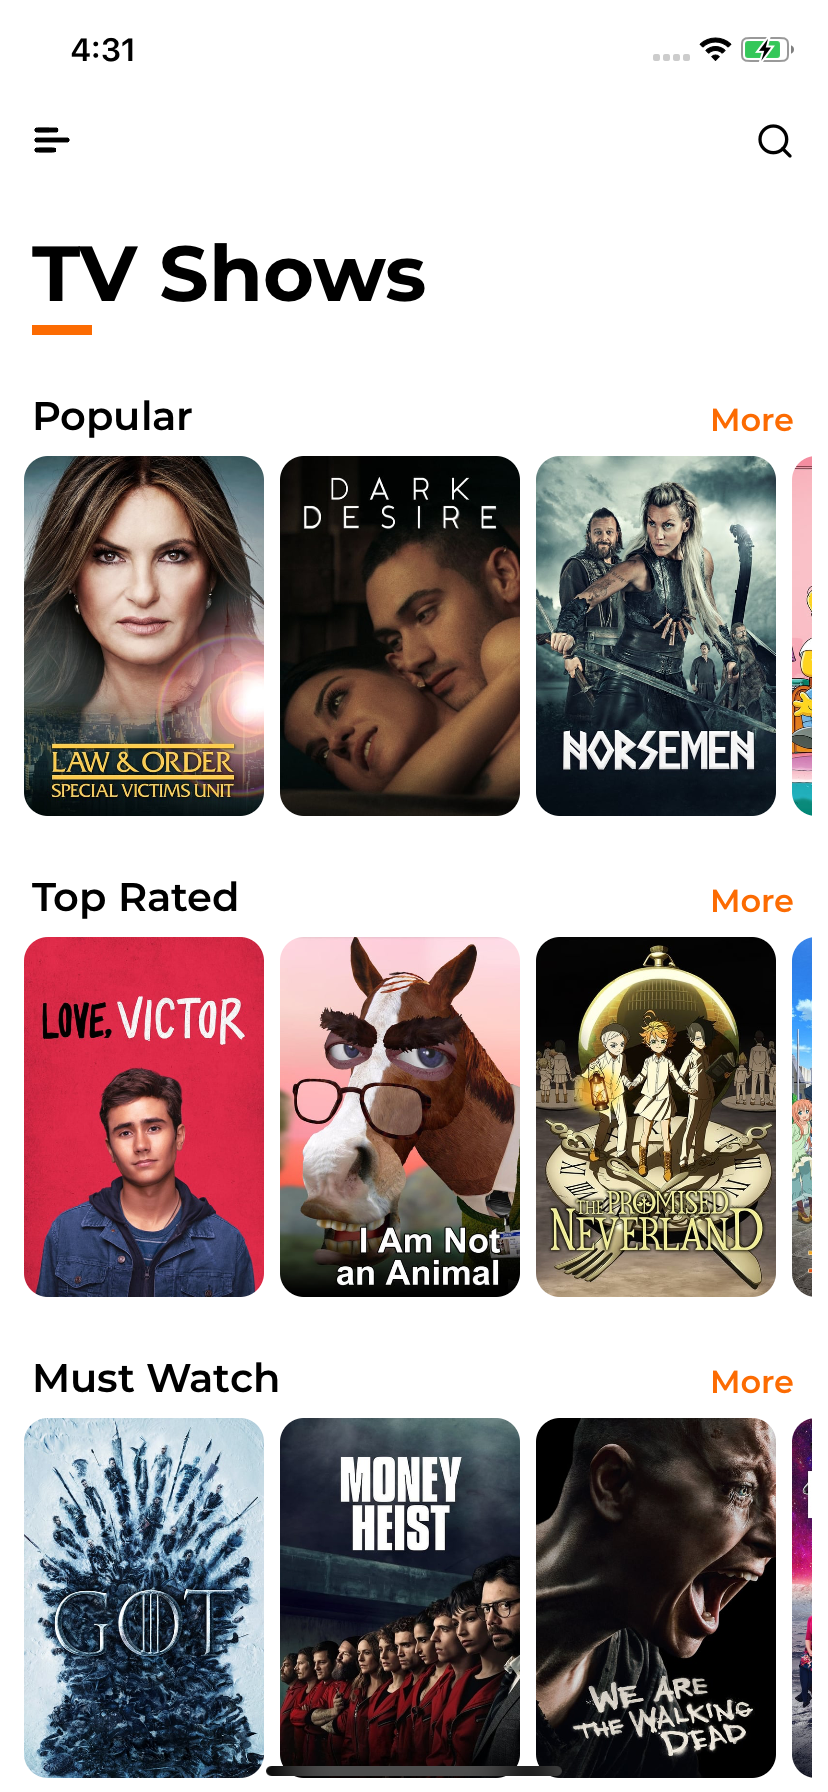 4:31
TV Shows
Popular
More
LAW & ORDER
SPECIAL VICTIMS UNIT
DARK
DESIRE
NORSEMEN
Top Rated
More
LOVE, VICTOR
I Am Not
an Animal
THE PROMISED
NEVERLAND
Must Watch
More
GOT
MONEY
HEIST
WE ARE
THE WALKING
DEAD